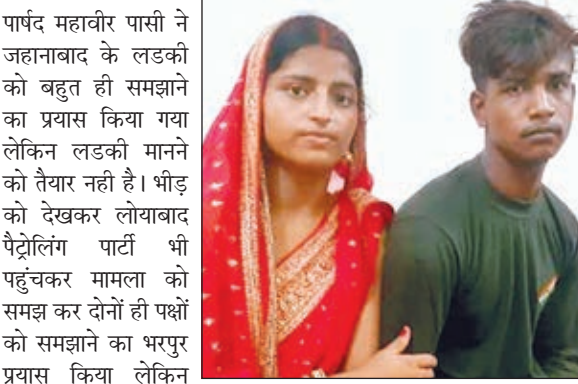 पार्षद महावीर पासी ने
जहानाबाद के लडकी
को बहुत ही समझाने
का प्रयास किया गया
लेकिन लडकी मानने
को तैयार नही है। भीड़
को देखकर लोयाबाद
पैट्रोलिंग पार्टी भी
पहुंचकर मामला को
समझ कर दोनों ही पक्षों
को समझाने का भरपुर
प्रयास किया लेकिन